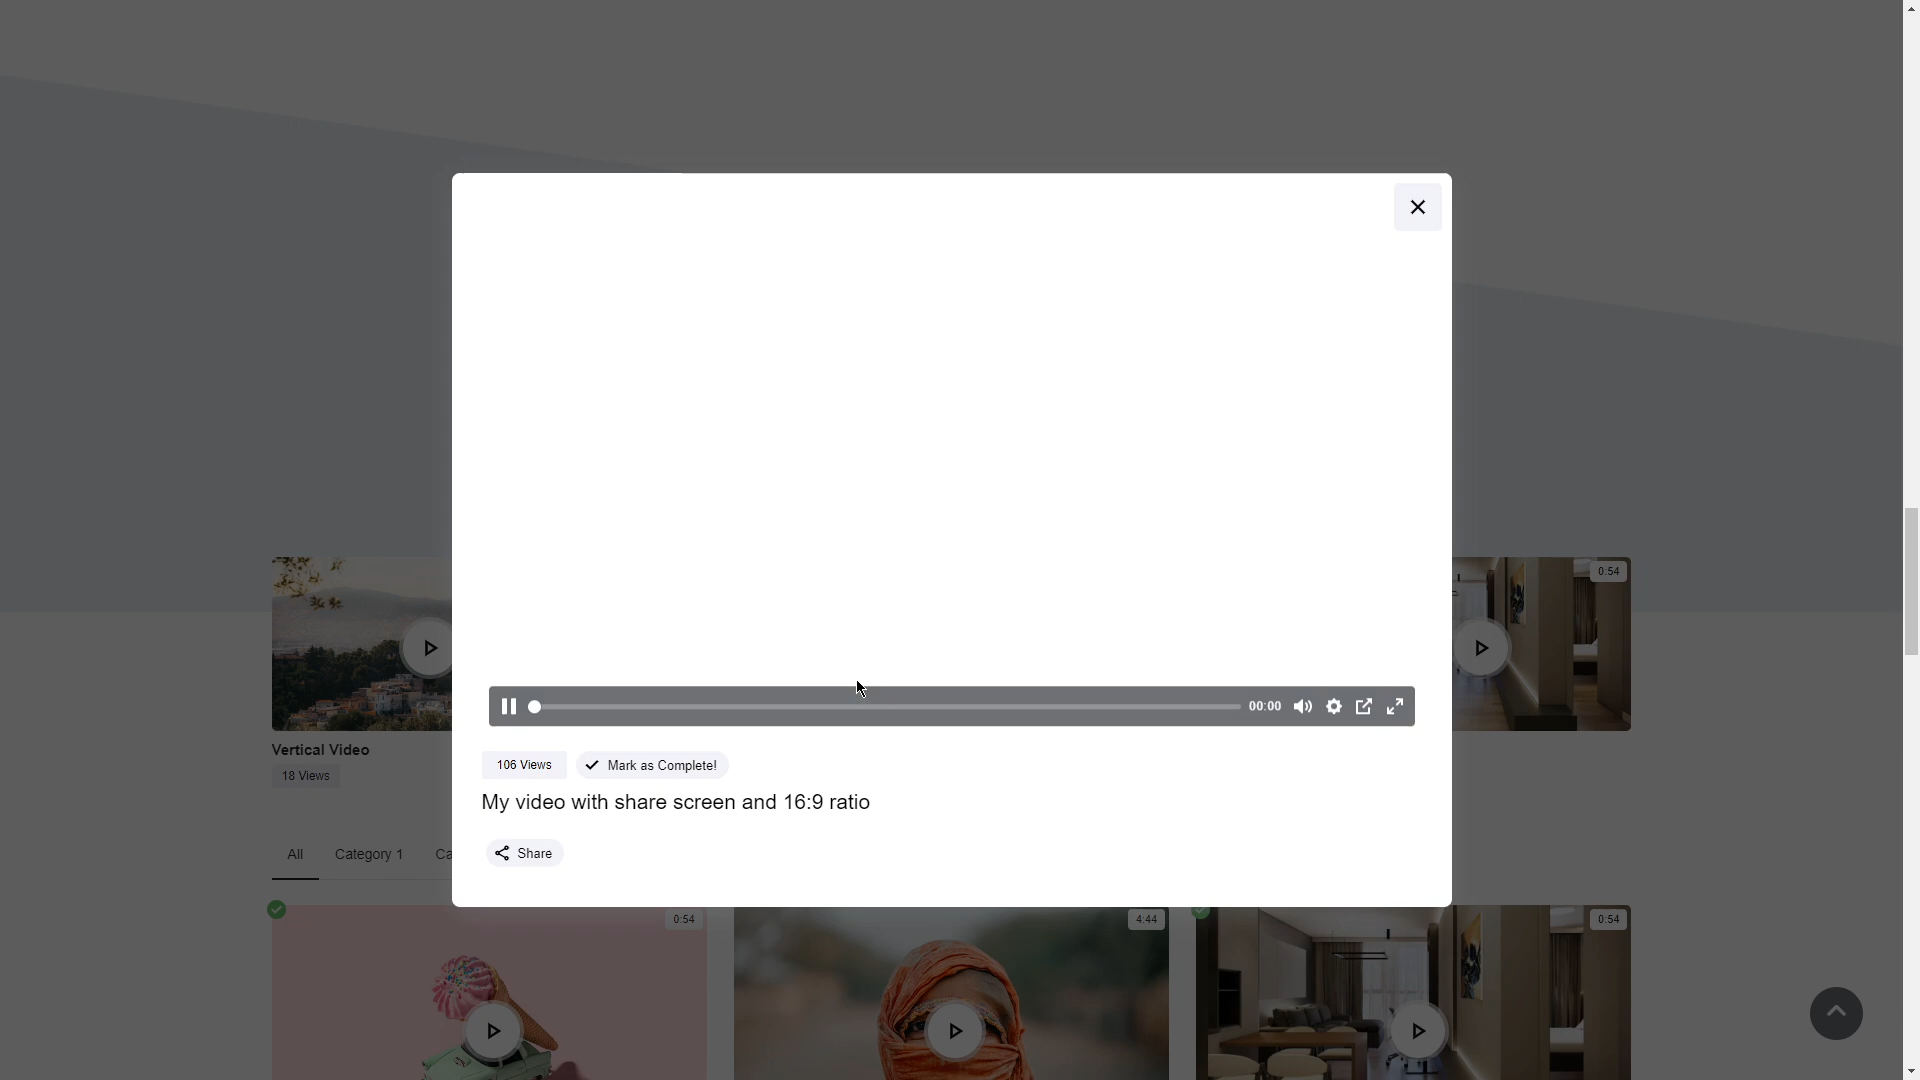 0:54
00:00
106 Views
Mark as Complete!
My video with share screen and 16:9 ratio
Share
Vertical Video
18 Views
All
Category 1
Ca
0:54
4:44
0:54